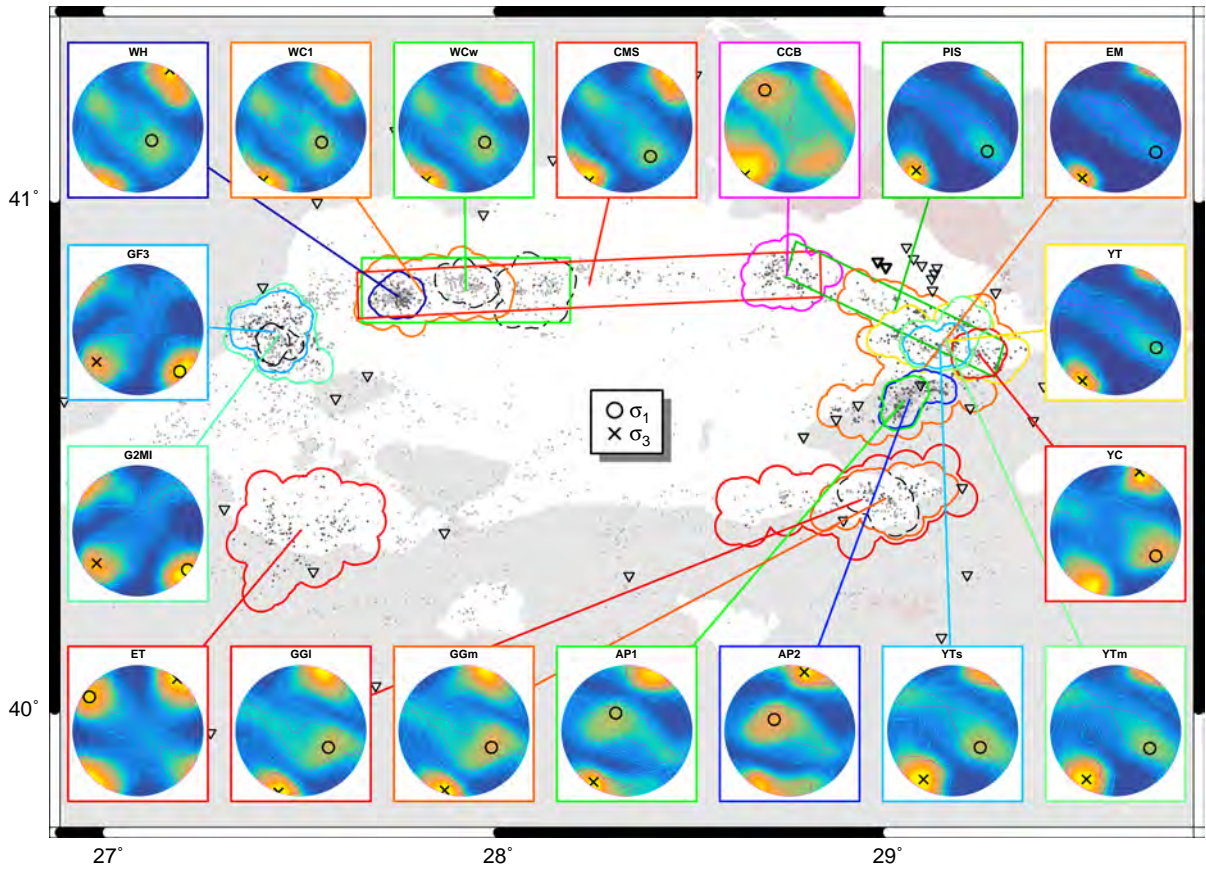 WH WC1 WCw CMS CCB PIS EM
41°
GF3 YT
σ1
σ3
G2MI YC
ET GGI GGm AP1 AP2 YTs YTm
40°
27° 28° 29°